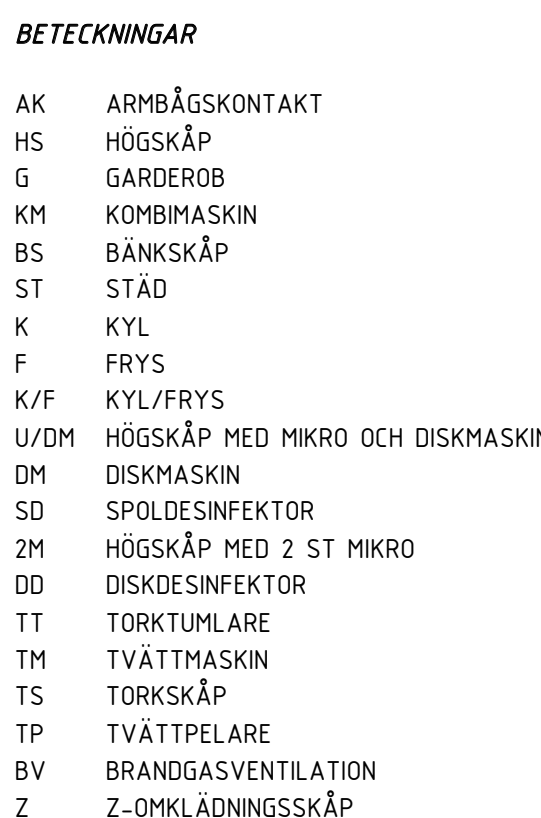 BETECKNINGAR
AK ARMBÅGSKONTAKT
HS HÖGSKÅP
G GARDEROB
KM KOMBIMASKIN
BS BÄNKSKÅP
ST STÄD
K KYL
F FRYS
K/F KYL/FRYS
U/DM HÖGSKÅP MED MIKRO OCH DISKMASKIN
DM DISKMASKIN
SD SPOLDESINFEKTOR
2M HÖGSKÅP MED 2 ST MIKRO
DD DISKDESINFEKTOR
TT TORKTUMLARE
TM TVÄTTMASKIN
TS TORKSKÅP
TP TVÄTTPELARE
BV BRANDGASVENTILATION
Z Z-OMKLÄDNINGSSKÅP